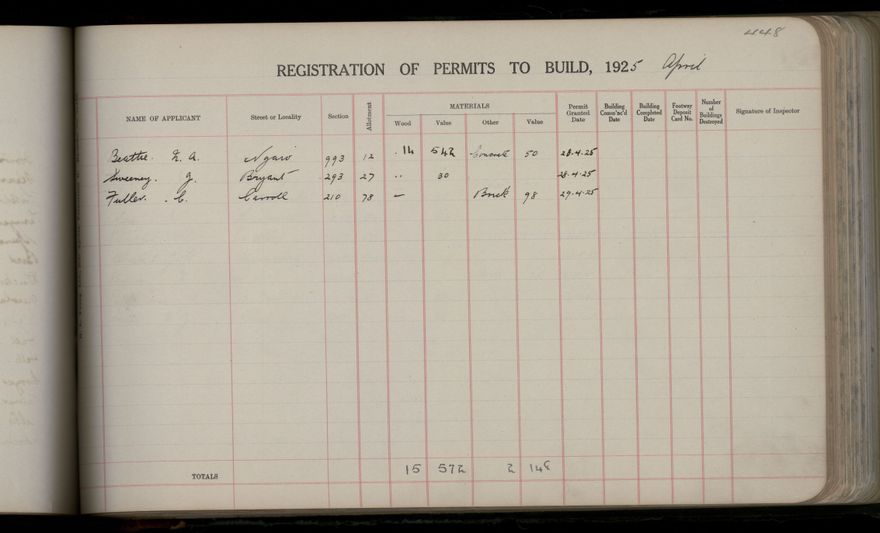 448
REGISTRATION OF PERMITS TO BUILD, 1925 April
NAME OF APPLICANT Street or Locality Section Allotment MATERIALS Wood Value Other Value Permit Granted Date Building Comm'nc'd Date Building Completed Date Footway Deposit Card No. Number of Buildings Destroyed Signature of Inspector
Ngaio 993 12 14 542 Concrete 50 28.4.25
Sweeney. J. Bryant 293 27 " 30 28.4.25
Fuller. C. Carroll 210 78 — Brick 98 29.4.25
TOTALS 15 572 2 148